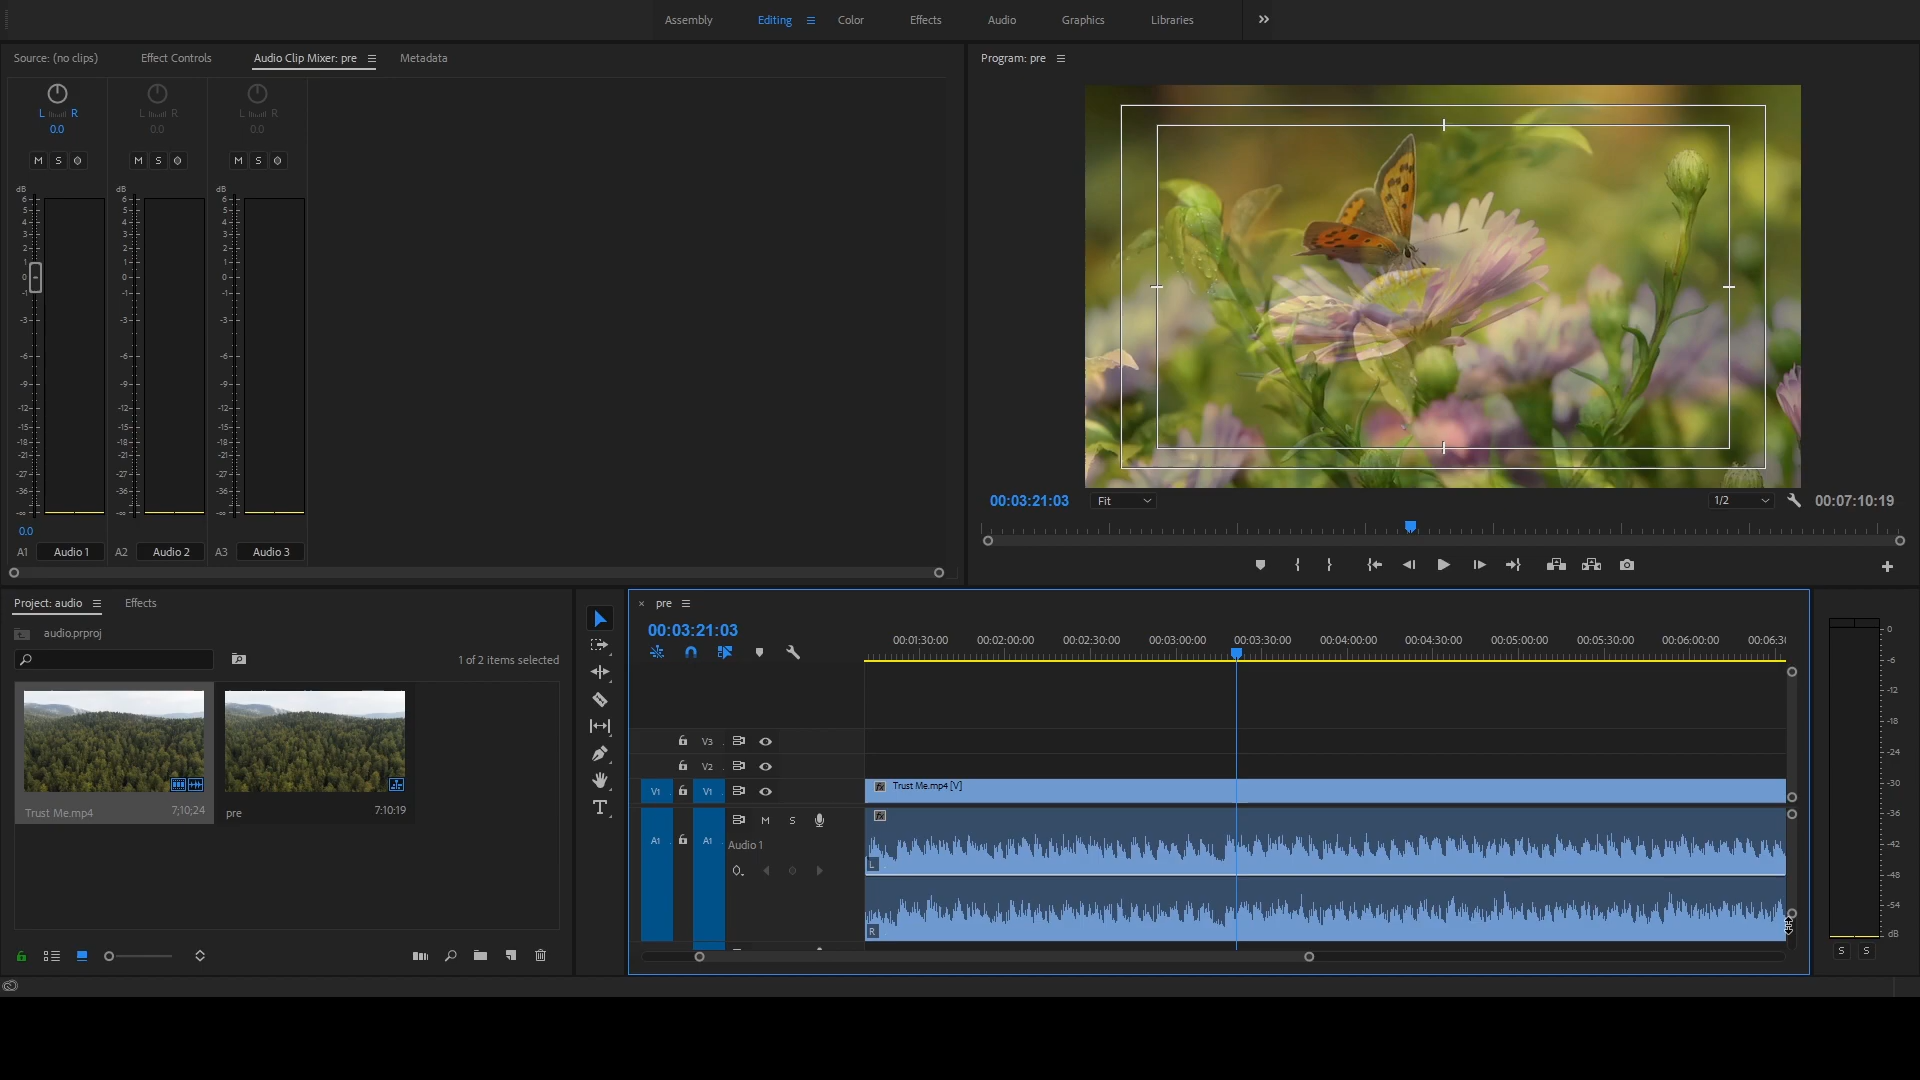 Assembly Editing Color Effects Audio Graphics Libraries
Source: (no clips) Effect Controls Audio Clip Mixer: pre Metadata
Program: pre
L R L R L R
0.0 0.0 0.0
M S M S M S
dB dB dB
6 6 6
5 5 5
4 4 4
3 3 3
2 2 2
1 1 1
0 0 0
-1 -1 -1
-3 -3 -3
-6 -6 -6
-9 -9 -9
-12 -12 -12
-15 -15 -15
-18 -18 -18
-21 -21 -21
-27 -27 -27
-36 -36 -36
-∞ -∞ -∞
0.0
A1 Audio 1 A2 Audio 2 A3 Audio 3
00:03:21:03 Fit 1/2 00:07:10:19
Project: audio Effects
audio.prproj
1 of 2 items selected
Trust Me.mp4 7;10;24
pre 7:10:19
× pre
00:03:21:03
00:01:30:00 00:02:00:00 00:02:30:00 00:03:00:00 00:03:30:00 00:04:00:00 00:04:30:00 00:05:00:00 00:05:30:00 00:06:00:00 00:06:30
V3
V2
V1 V1 fx Trust Me.mp4 [V]
M S fx
A1 A1 Audio 1
L
R
T
0
-6
-12
-18
-24
-30
-36
-42
-48
-54
dB
S S